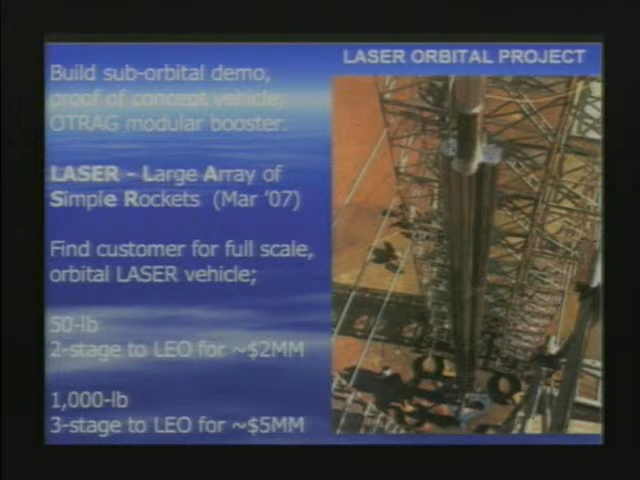 LASER ORBITAL PROJECT
Build sub-orbital demo,
proof of concept vehicle,
OTRAG modular booster.
LASER - Large Array of
Simple Rockets (Mar '07)
Find customer for full scale,
orbital LASER vehicle;
50-lb
2-stage to LEO for ~$2MM
1,000-lb
3-stage to LEO for ~$5MM